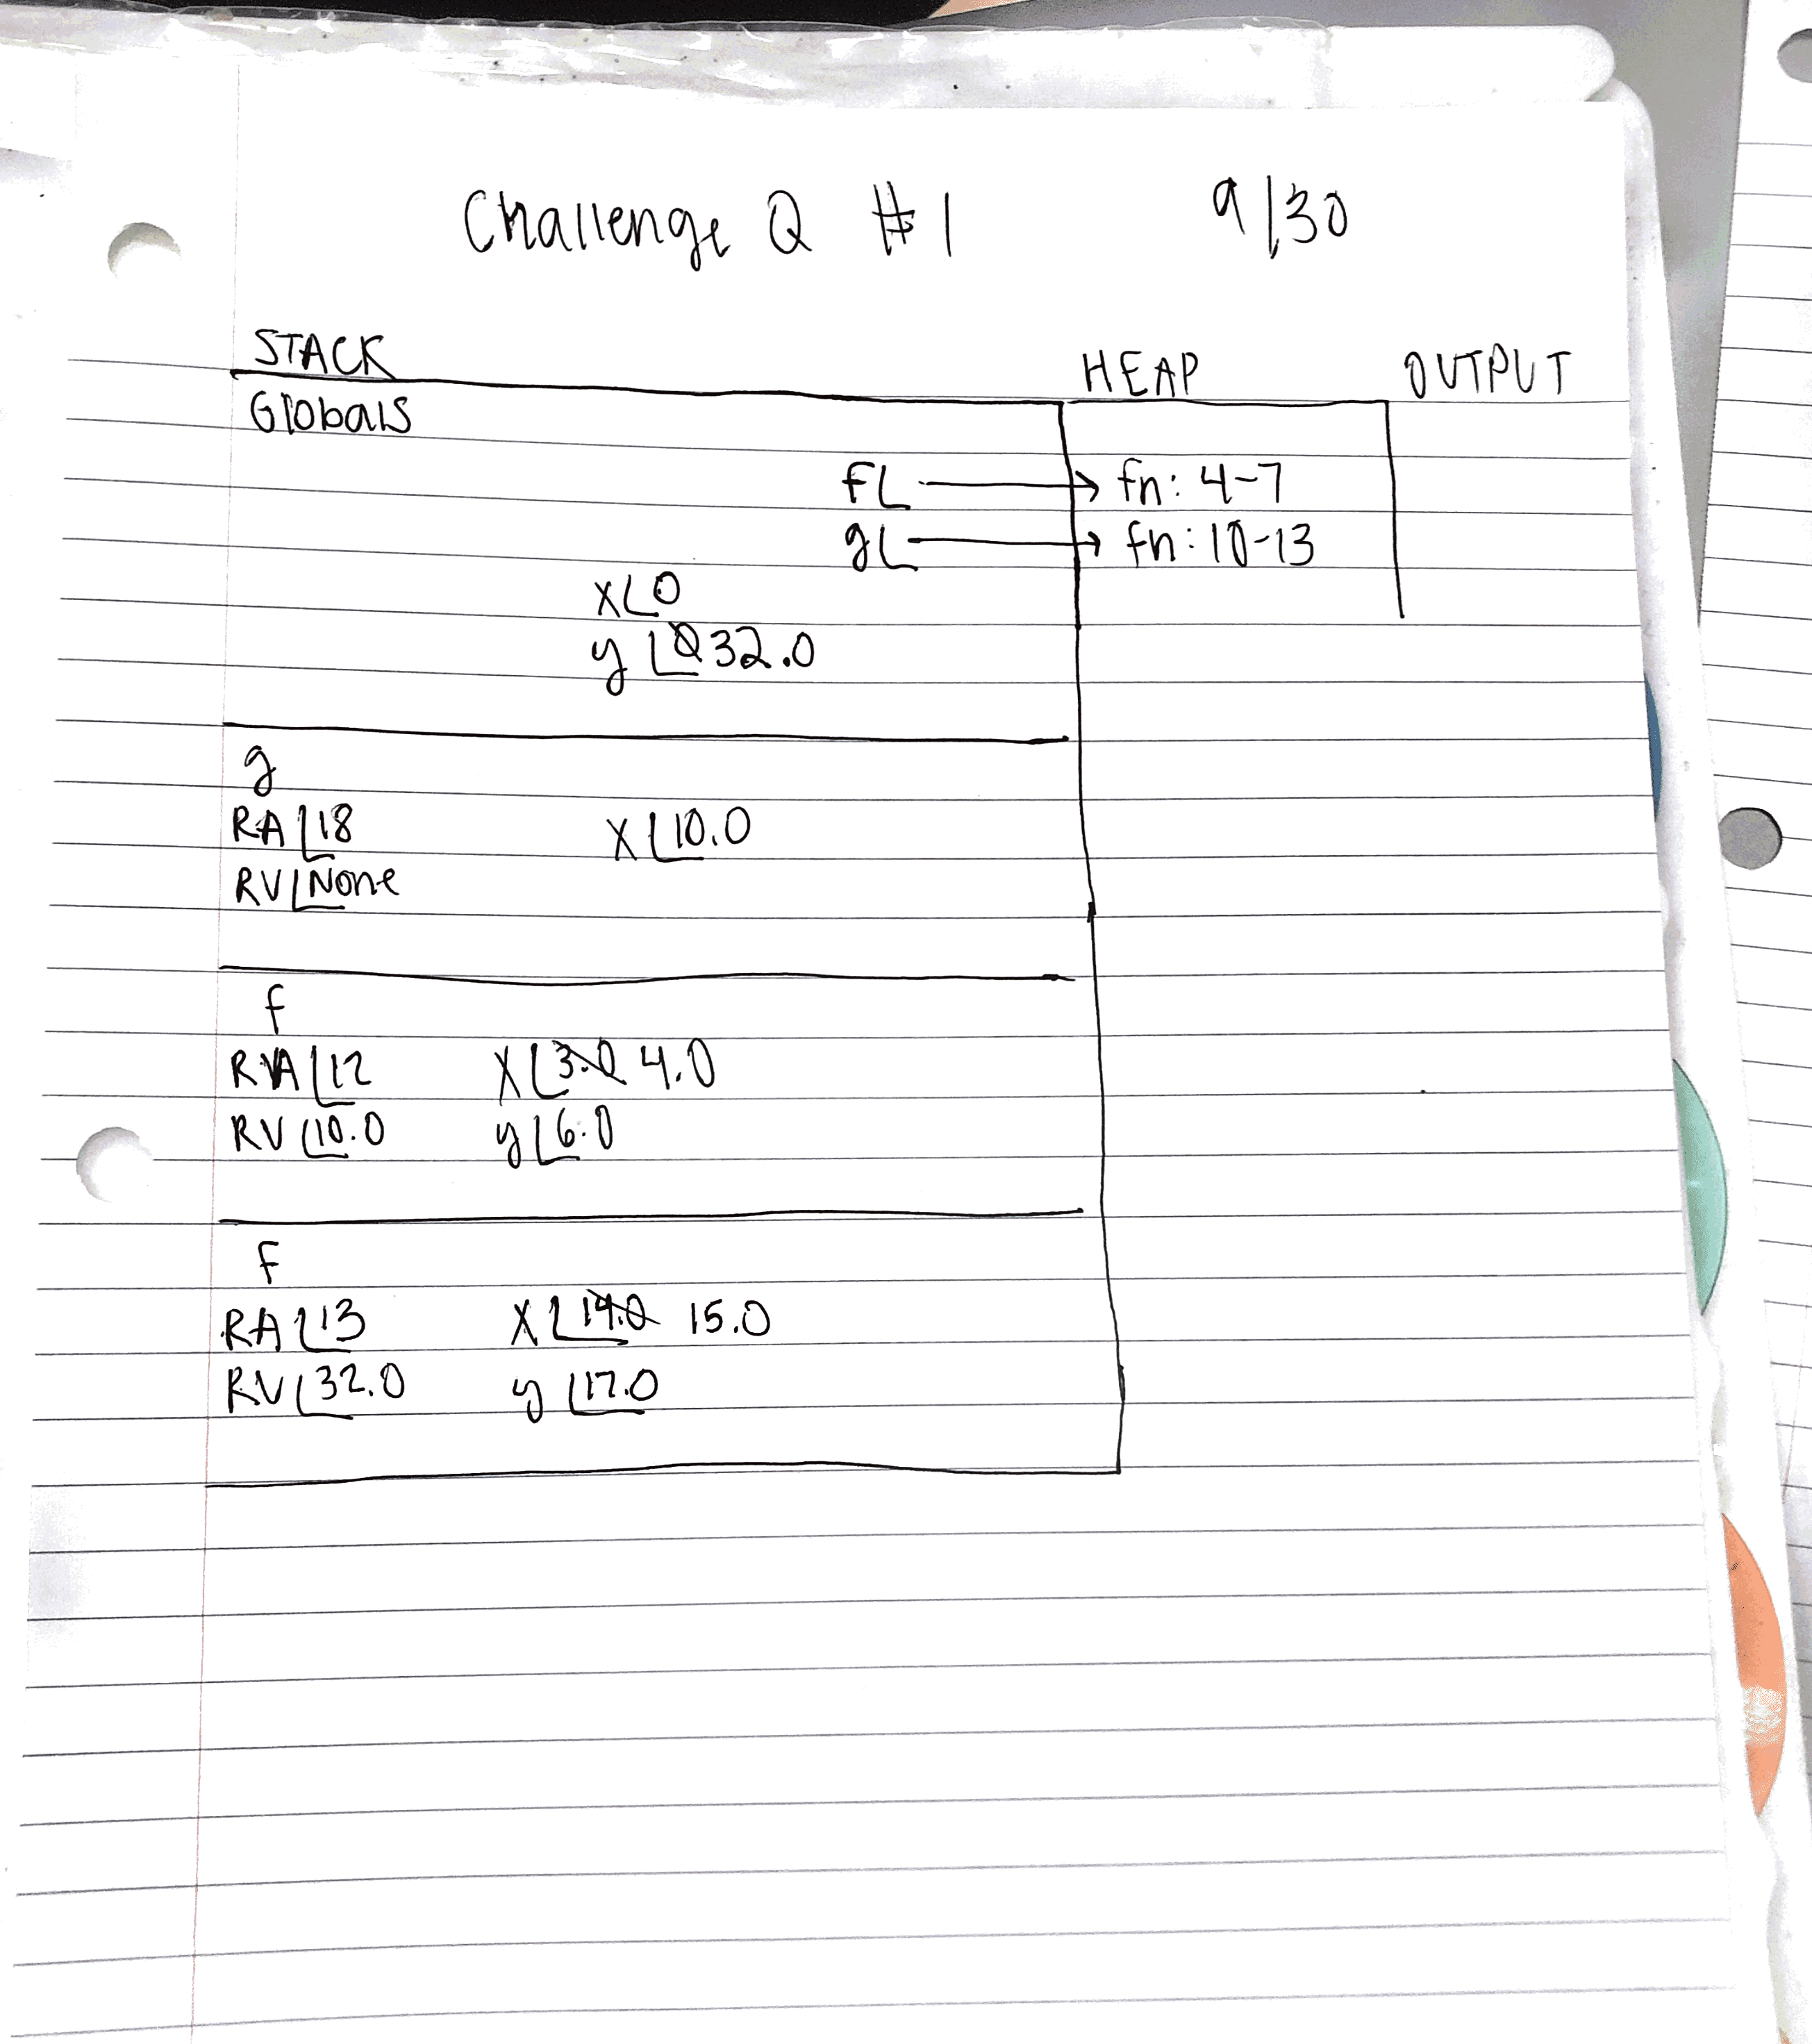 Challenge Q #1 9/30
STACK HEAP OUTPUT
Globals
f fn: 4-7
g fn: 10-13
x 0
y 0 32.0
g
RA 18 x 10.0
RV None
f
RA 12 x 3.0 4.0
RV 10.0 y 6.0
f
RA 13 x 14.0 15.0
RV 32.0 y 17.0